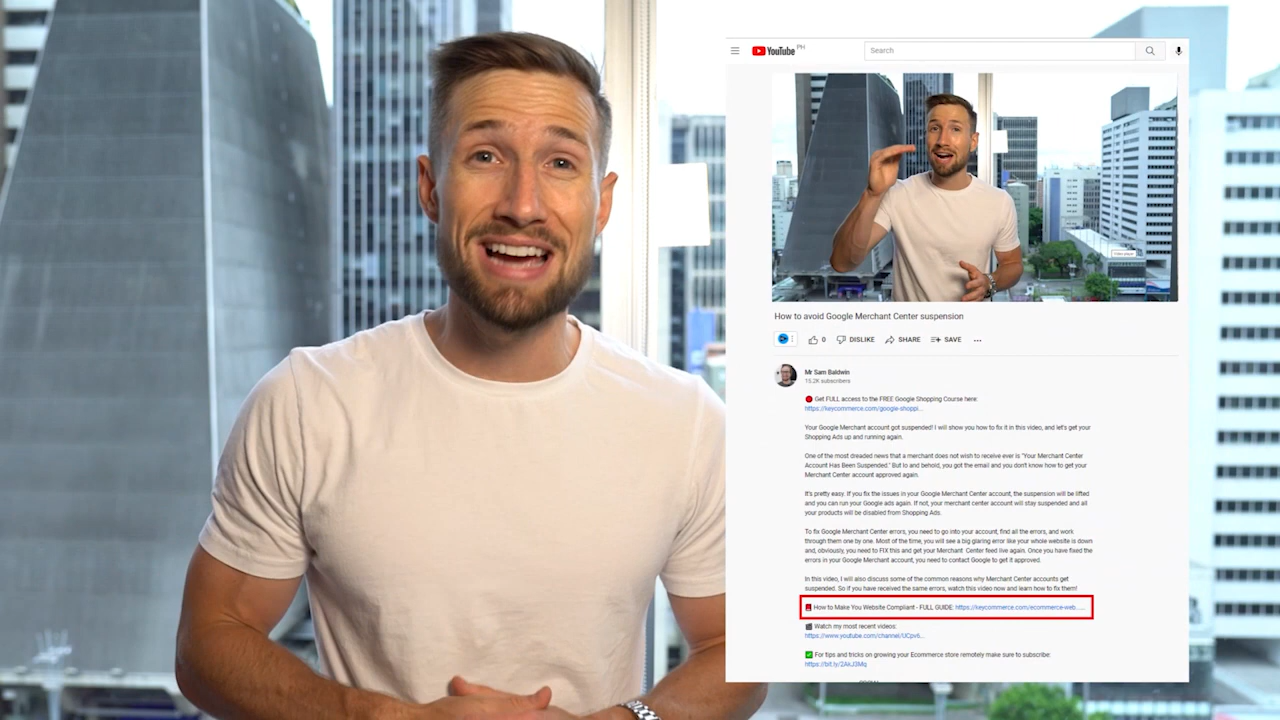 YouTube PH
Search
Video player
How to avoid Google Merchant Center suspension
0 DISLIKE SHARE SAVE ...
Mr Sam Baldwin
15.2K subscribers
Get FULL access to the FREE Google Shopping Course here:
https://keycommerce.com/google-shoppi...
Your Google Merchant account got suspended! I will show you how to fix it in this video, and let's get your
Shopping Ads up and running again.
One of the most dreaded news that a merchant does not wish to receive ever is "Your Merchant Center
Account Has Been Suspended." But lo and behold, you got the email and you don't know how to get your
Merchant Center account approved again.
It's pretty easy. If you fix the issues in your Google Merchant Center account, the suspension will be lifted
and you can run your Google ads again. If not, your merchant center account will stay suspended and all
your products will be disabled from Shopping Ads.
To fix Google Merchant Center errors, you need to go into your account, find all the errors, and work
through them one by one. Most of the time, you will see a big glaring error like your whole website is down
and, obviously, you need to FIX this and get your Merchant Center feed live again. Once you have fixed the
errors in your Google Merchant account, you need to contact Google to get it approved.
In this video, I will also discuss some of the common reasons why Merchant Center accounts get
suspended. So if you have received the same errors, watch this video now and learn how to fix them!
How to Make You Website Compliant - FULL GUIDE: https://keycommerce.com/ecommerce-web......
Watch my most recent videos:
https://www.youtube.com/channel/UCpv6...
For tips and tricks on growing your Ecommerce store remotely make sure to subscribe:
https://bit.ly/2AkJ3Mq